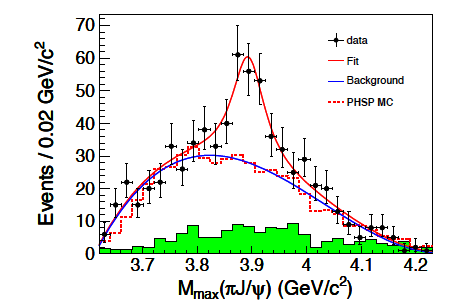 70
60
50
40
30
20
10
0
Events / 0.02 GeV/c²
data
Fit
Background
PHSP MC
3.7 3.8 3.9 4 4.1 4.2
M_max(πJ/ψ) (GeV/c²)